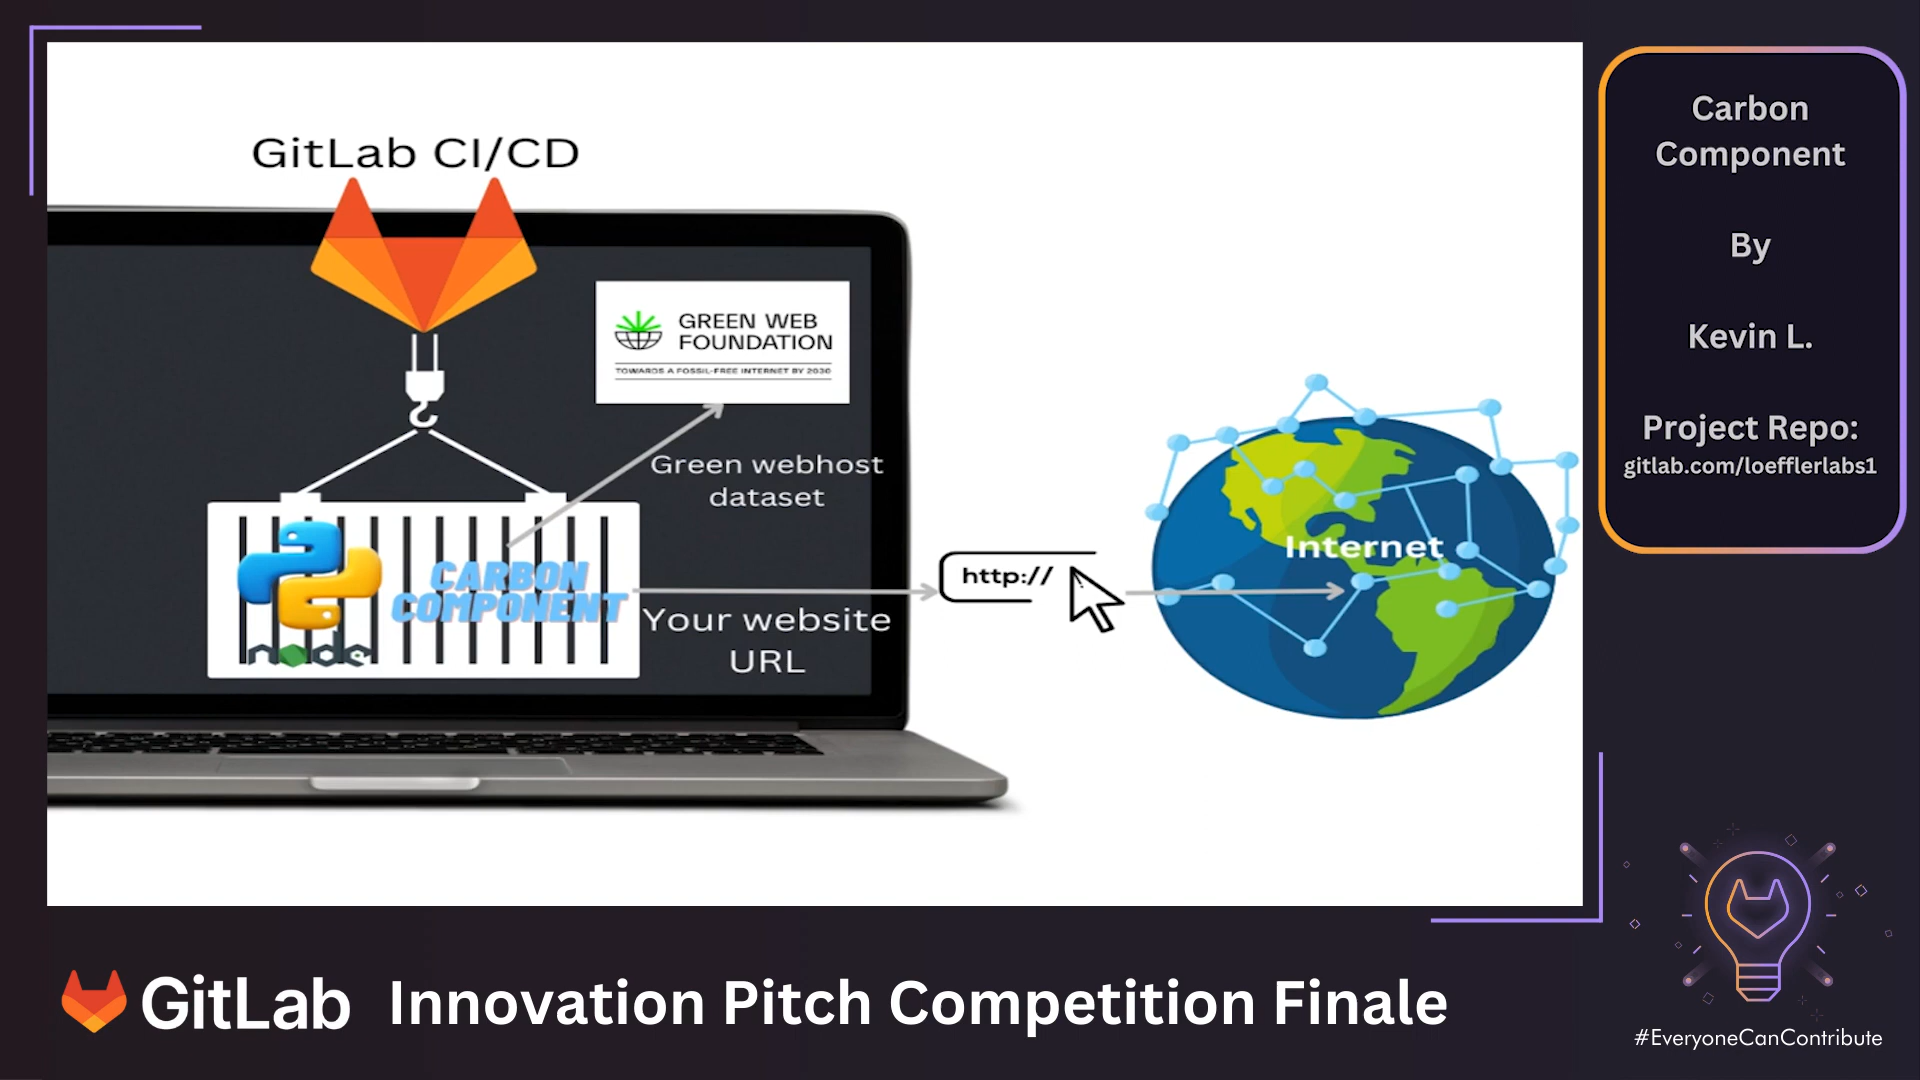 GitLab CI/CD
GREEN WEB
FOUNDATION
TOWARDS A FOSSIL-FREE INTERNET BY 2030
Green webhost
dataset
CARBON
COMPONENT
node
Your website
URL
http://
Internet
Carbon
Component
By
Kevin L.
Project Repo:
gitlab.com/loefflerlabs1
GitLab Innovation Pitch Competition Finale
#EveryoneCanContribute